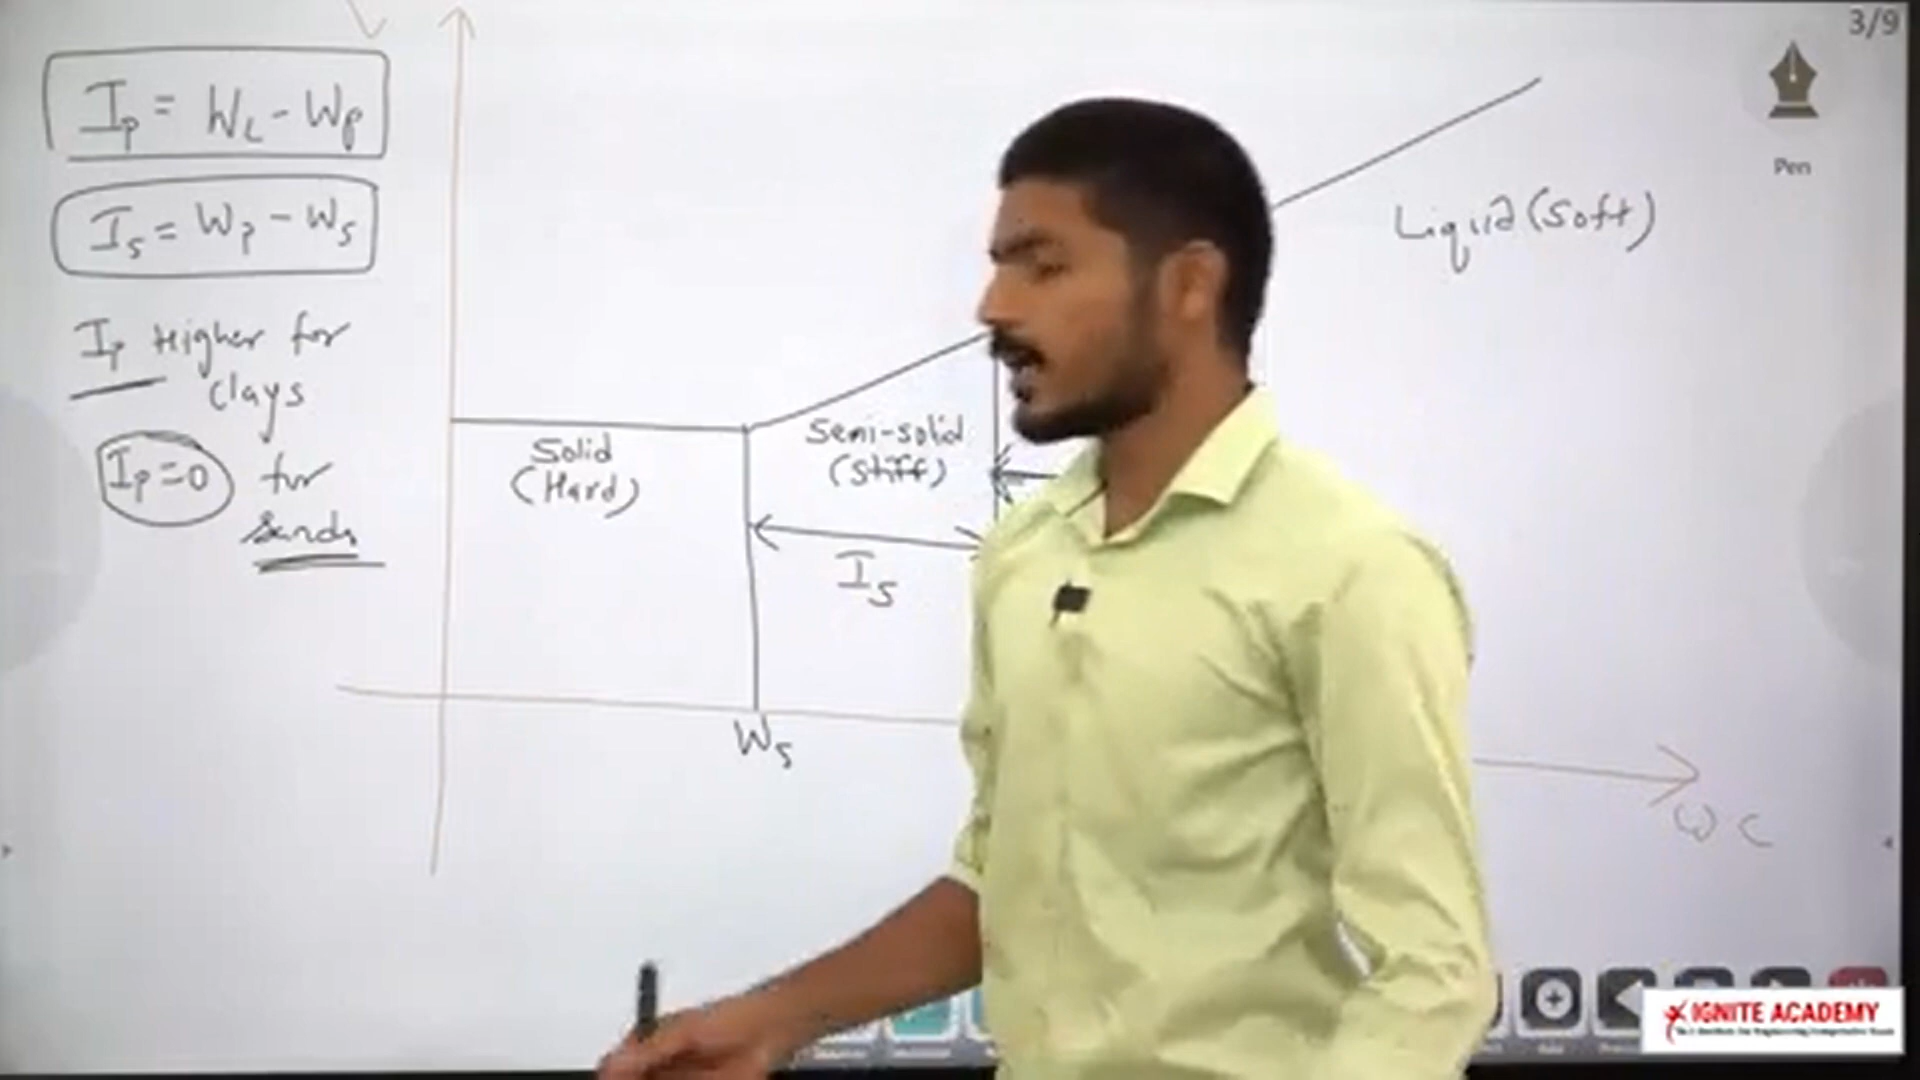 3/9
V
Ip = WL - Wp
Is = Wp - Ws
Ip Higher for
clays
Ip=0 for
Sands
Solid
(Hard)
Semi-solid
(Stiff)
Is
Ws
Liquid (Soft)
WC
Pen
IGNITE ACADEMY